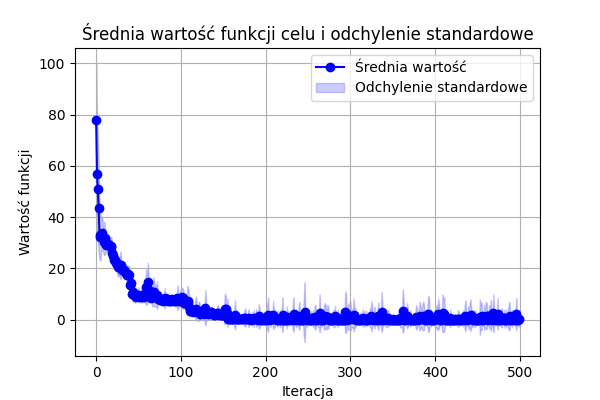 Średnia wartość funkcji celu i odchylenie standardowe
Średnia wartość
Odchylenie standardowe
Wartość funkcji
100
80
60
40
20
0
0 100 200 300 400 500
Iteracja